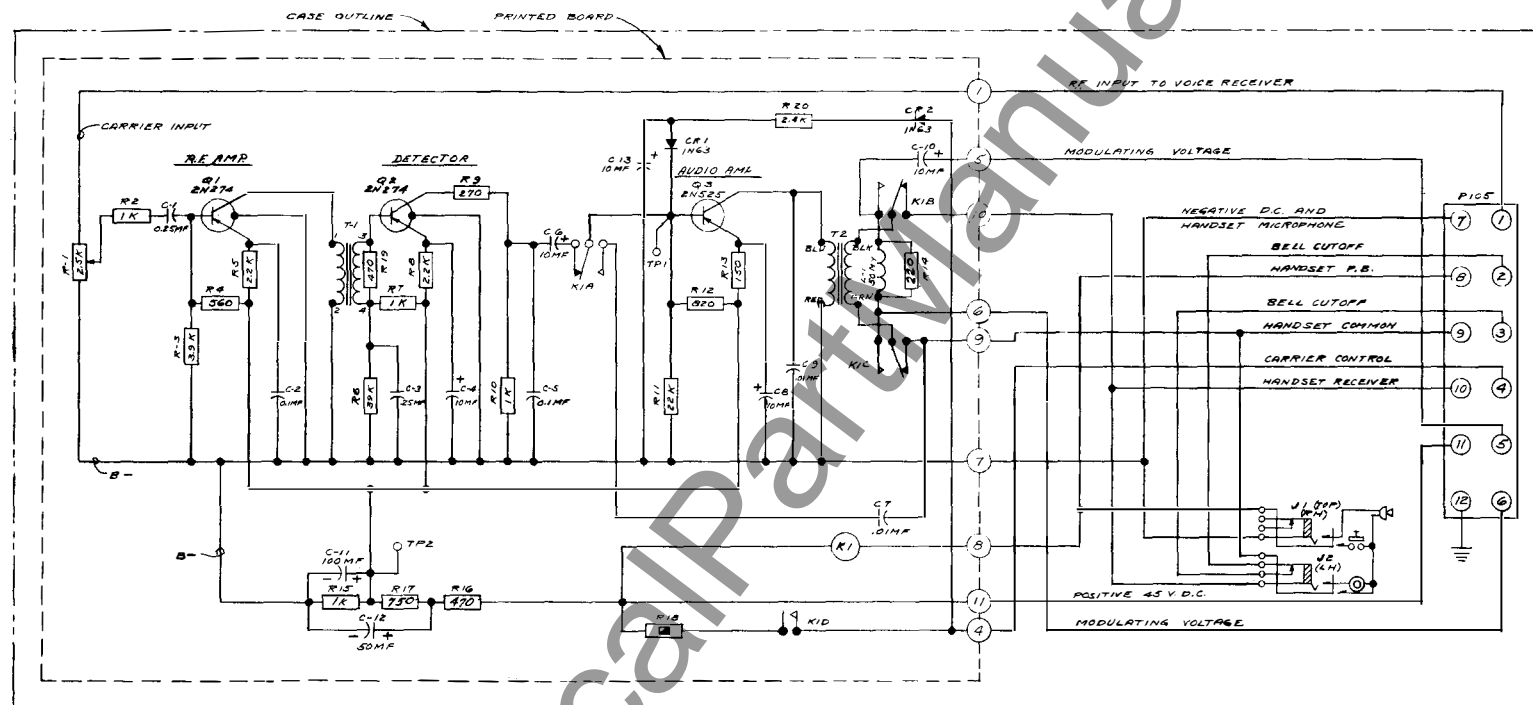 CASE OUTLINE
PRINTED BOARD
1
RF INPUT TO VOICE RECEIVER
CARRIER INPUT
R.F. AMP
Q1
2N274
DETECTOR
Q2
2N274
R9
270
C13
10MF
+
CR1
1N63
R20
2.4K
CR2
1N63
C-10
10MF
+
5
MODULATING VOLTAGE
AUDIO AMP
Q3
2N525
R2
1K
C-1
0.25MF
R-1
2.5K
R-3
3.9K
R4
560
R5
2.2K
T-1
1
2
3
4
R19
470
R8
2.2K
R7
1K
C6
10MF
+
K1A
TP1
R13
150
R12
820
T2
BLU
RED
BLK
GRN
L-1
50HY
R14
220
K1B
K1C
10
6
9
C-2
0.1MF
R6
39K
C-3
.25MF
C-4
10MF
+
R10
1K
C-5
0.1MF
R11
22K
C8
10MF
+
C-9
.01MF
7
B-
B-
C7
.01MF
C-11
100MF
- +
TP2
R15
1K
R17
750
R16
470
C-12
50MF
- +
K1
8
11
R18
K1D
4
P105
NEGATIVE D.C. AND
HANDSET MICROPHONE
7
1
BELL CUTOFF
HANDSET P.B.
8
2
BELL CUTOFF
HANDSET COMMON
9
3
CARRIER CONTROL
HANDSET RECEIVER
10
4
11
5
12
6
J1 (TOP)
(RH)
J2
(LH)
POSITIVE 45 V D.C.
MODULATING VOLTAGE
calPartManua